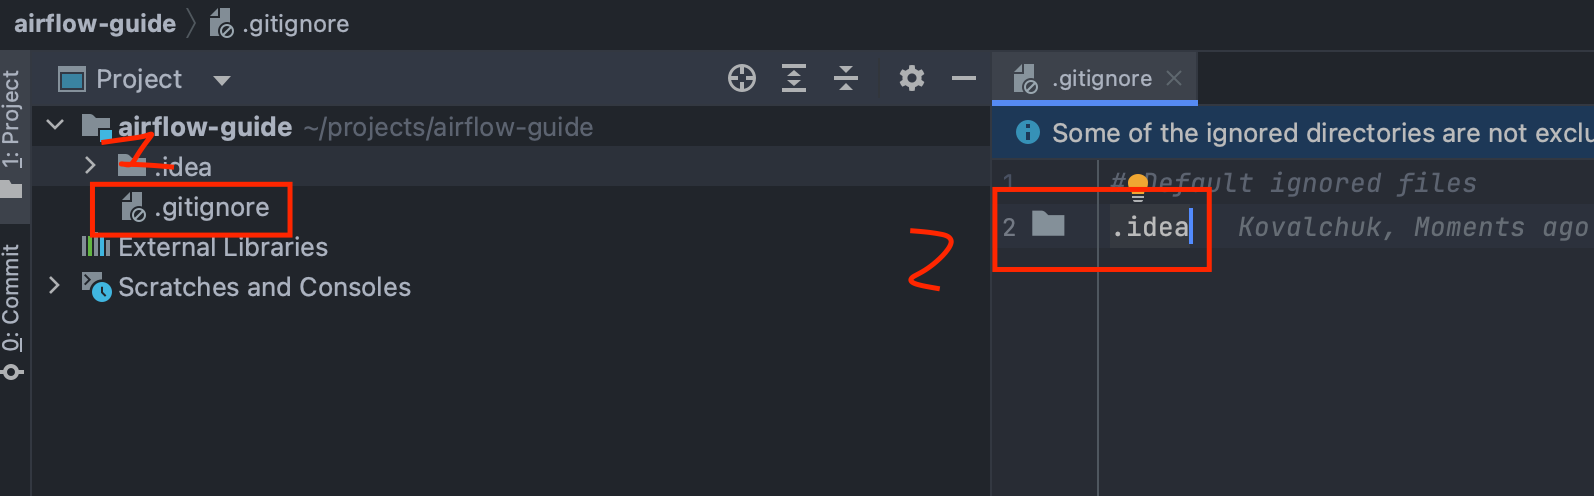 airflow-guide .gitignore
1: Project
0: Commit
Project
airflow-guide ~/projects/airflow-guide
.idea
.gitignore
External Libraries
Scratches and Consoles
2
.gitignore
Some of the ignored directories are not exclu
1 # Default ignored files
2 .idea Kovalchuk, Moments ago